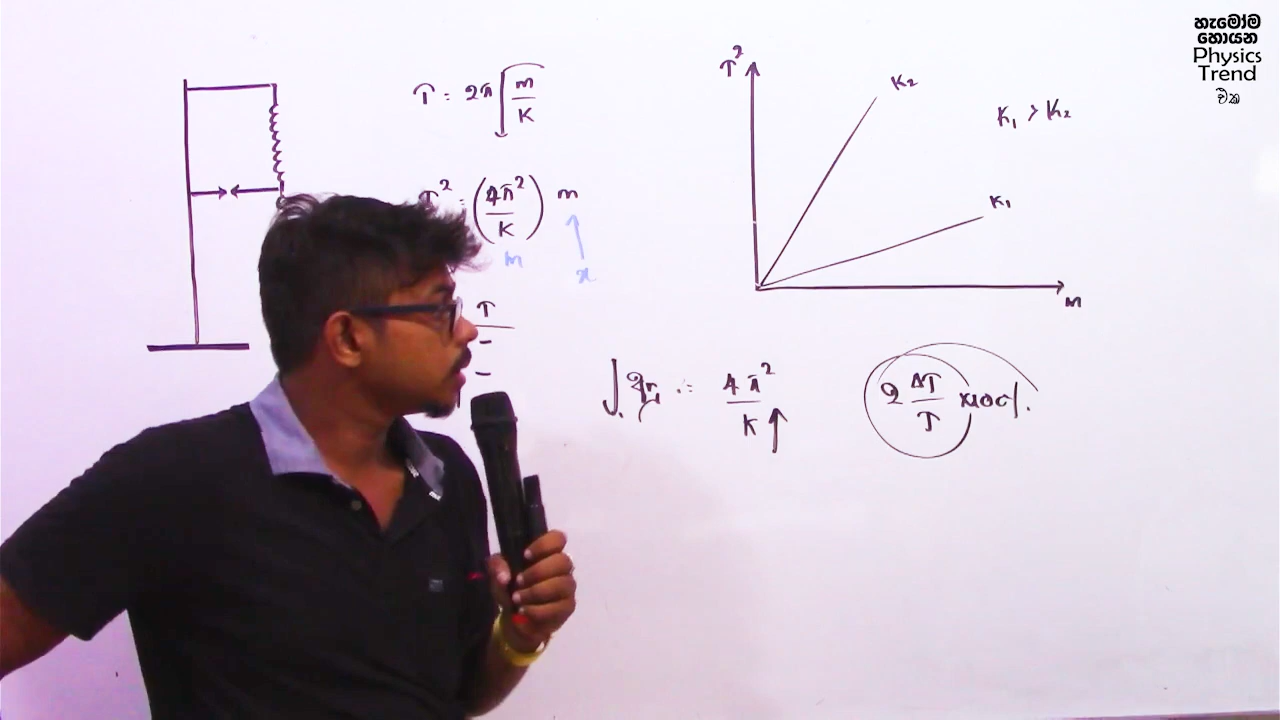 හැමෝම
හොයන
Physics
Trend
එක
T = 2π√(m/K)
T² = (4π²/K) m
m
x
T
T²
K₂
K₁ > K₂
K₁
m
4π²/K ↑
2 ΔT/T ×100%.